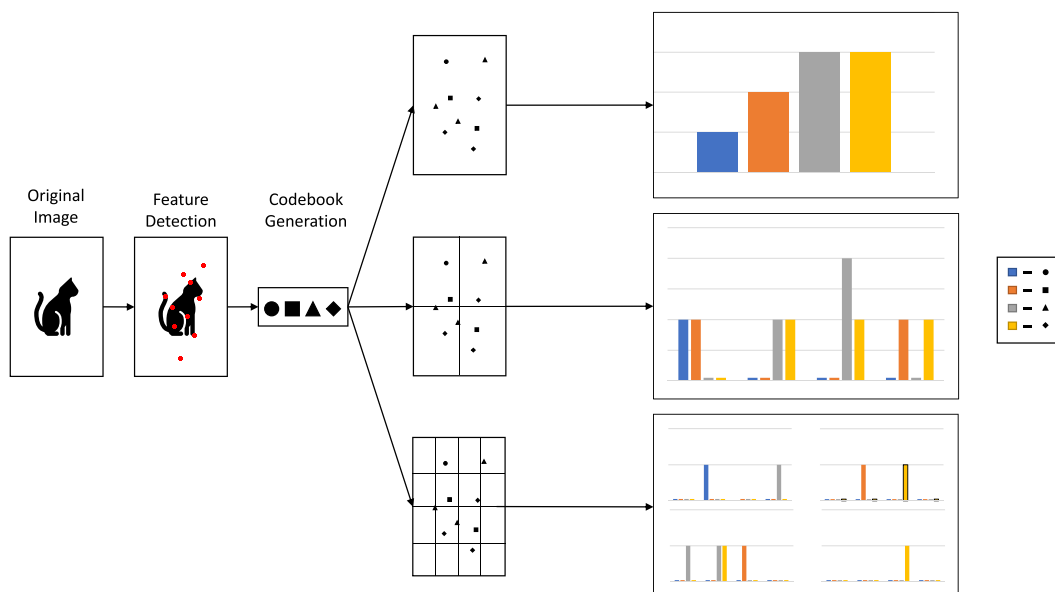 Original
Image
Feature
Detection
Codebook
Generation